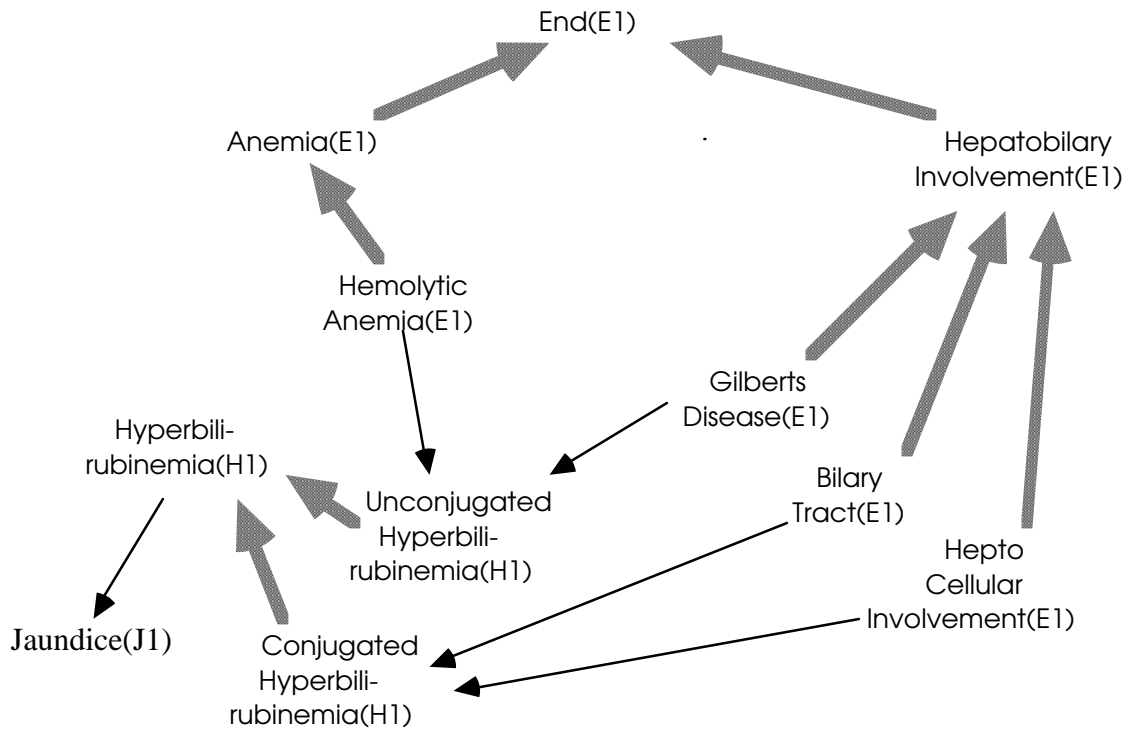 End(E1)
Anemia(E1)
Hepatobilary
Involvement(E1)
Hemolytic
Anemia(E1)
Gilberts
Disease(E1)
Hyperbili-
rubinemia(H1)
Bilary
Tract(E1)
Unconjugated
Hyperbili-
rubinemia(H1)
Hepto
Cellular
Involvement(E1)
Jaundice(J1)
Conjugated
Hyperbili-
rubinemia(H1)